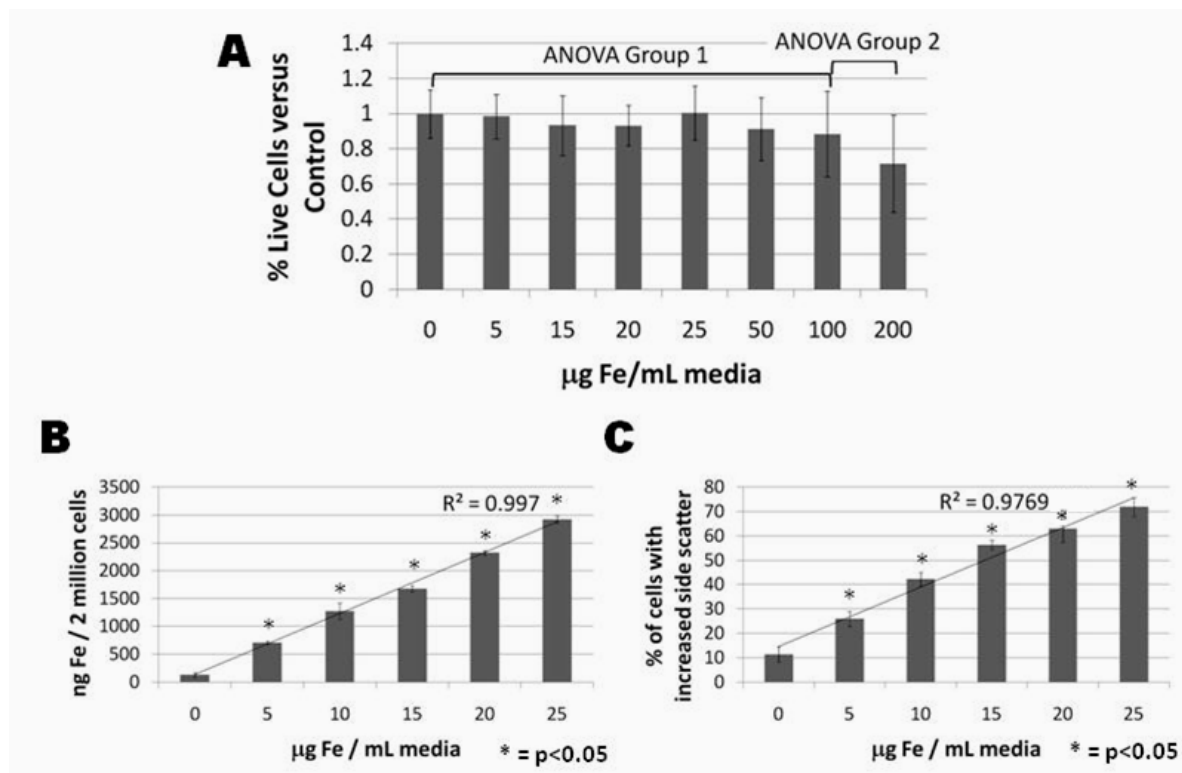 A
% Live Cells versus
Control
1.4
1.2
1
0.8
0.6
0.4
0.2
0
ANOVA Group 1
ANOVA Group 2
0 5 15 20 25 50 100 200
μg Fe/mL media
B
ng Fe / 2 million cells
3500
3000
2500
2000
1500
1000
500
0
R² = 0.997
*
*
*
*
*
0 5 10 15 20 25
μg Fe / mL media
* = p<0.05
C
% of cells with
increased side scatter
80
70
60
50
40
30
20
10
0
R² = 0.9769
*
*
*
*
*
0 5 10 15 20 25
μg Fe / mL media
* = p<0.05